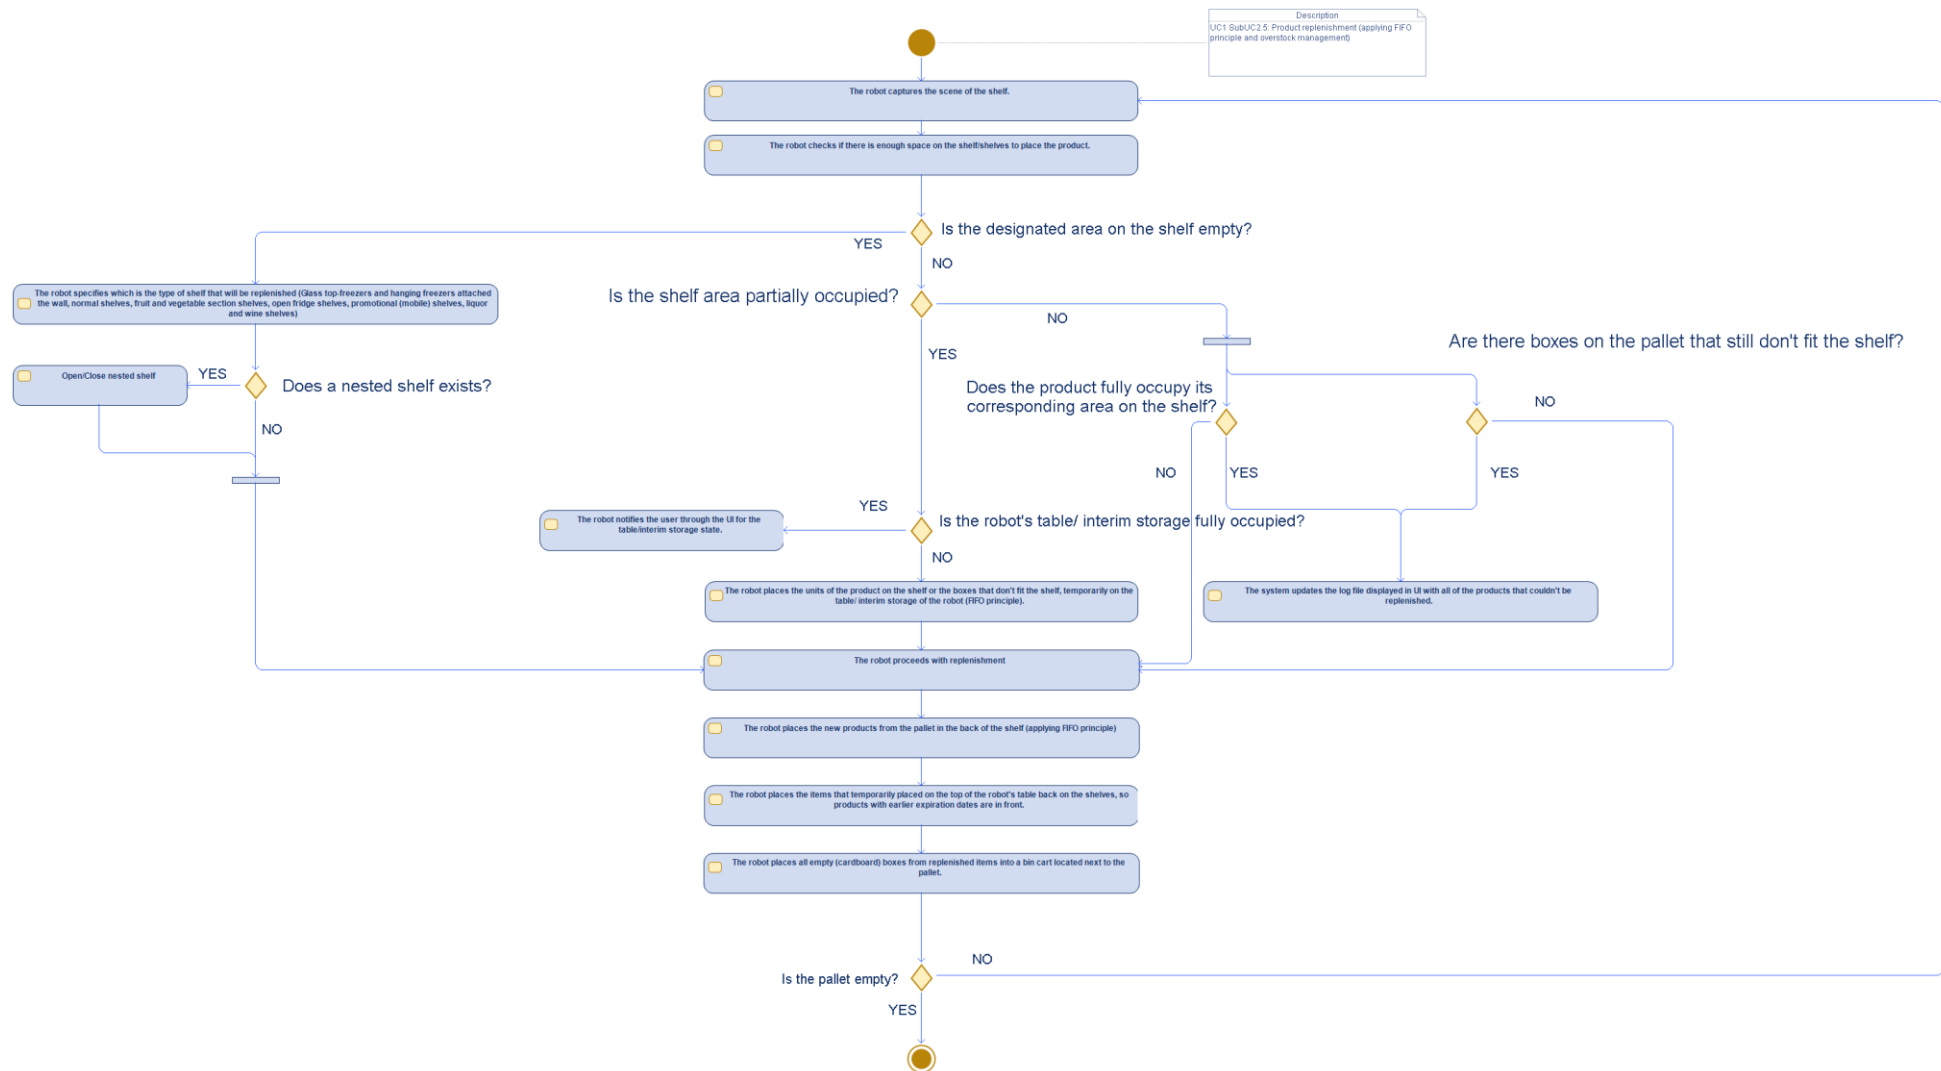 Description
UC1 SubUC2.5: Product replenishment (applying FIFO
principle and overstock management)
The robot captures the scene of the shelf.
The robot checks if there is enough space on the shelf/shelves to place the product.
Is the designated area on the shelf empty?
YES
NO
The robot specifies which is the type of shelf that will be replenished (Glass top-freezers and hanging freezers attached
the wall, normal shelves, fruit and vegetable section shelves, open fridge shelves, promotional (mobile) shelves, liquor
and wine shelves)
Is the shelf area partially occupied?
NO
YES
Are there boxes on the pallet that still don't fit the shelf?
Open/Close nested shelf
YES
Does a nested shelf exists?
NO
Does the product fully occupy its
corresponding area on the shelf?
NO
NO
YES
YES
YES
The robot notifies the user through the UI for the
table/interim storage state.
Is the robot's table/ interim storage fully occupied?
NO
The robot places the units of the product on the shelf or the boxes that don't fit the shelf, temporarily on the
table/ interim storage of the robot (FIFO principle).
The system updates the log file displayed in UI with all of the products that couldn't be
replenished.
The robot proceeds with replenishment
The robot places the new products from the pallet in the back of the shelf (applying FIFO principle)
The robot places the items that temporarily placed on the top of the robot's table back on the shelves, so
products with earlier expiration dates are in front.
The robot places all empty (cardboard) boxes from replenished items into a bin cart located next to the
pallet.
Is the pallet empty?
NO
YES